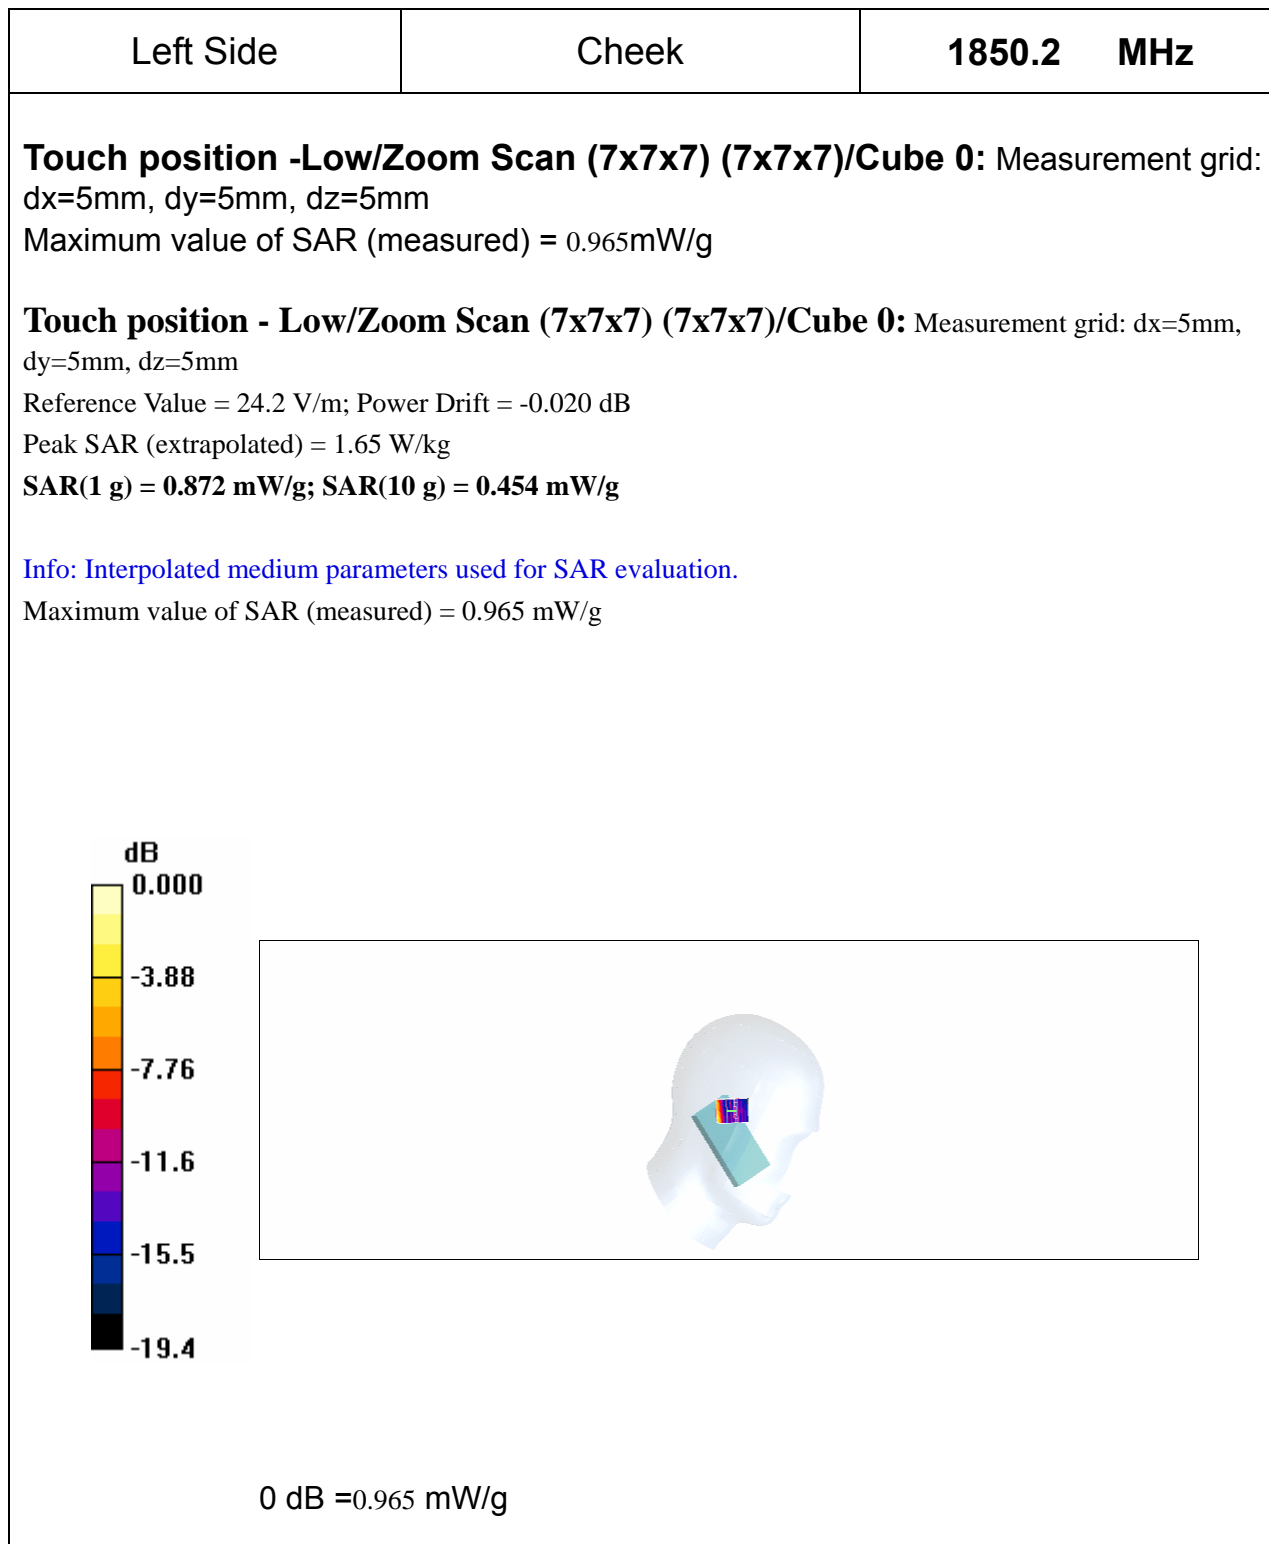 Left Side Cheek 1850.2 MHz
Touch position -Low/Zoom Scan (7x7x7) (7x7x7)/Cube 0: Measurement grid:
dx=5mm, dy=5mm, dz=5mm
Maximum value of SAR (measured) = 0.965mW/g
Touch position - Low/Zoom Scan (7x7x7) (7x7x7)/Cube 0: Measurement grid: dx=5mm,
dy=5mm, dz=5mm
Reference Value = 24.2 V/m; Power Drift = -0.020 dB
Peak SAR (extrapolated) = 1.65 W/kg
SAR(1 g) = 0.872 mW/g; SAR(10 g) = 0.454 mW/g
Info: Interpolated medium parameters used for SAR evaluation.
Maximum value of SAR (measured) = 0.965 mW/g
dB
0.000
-3.88
-7.76
-11.6
-15.5
-19.4
0 dB =0.965 mW/g